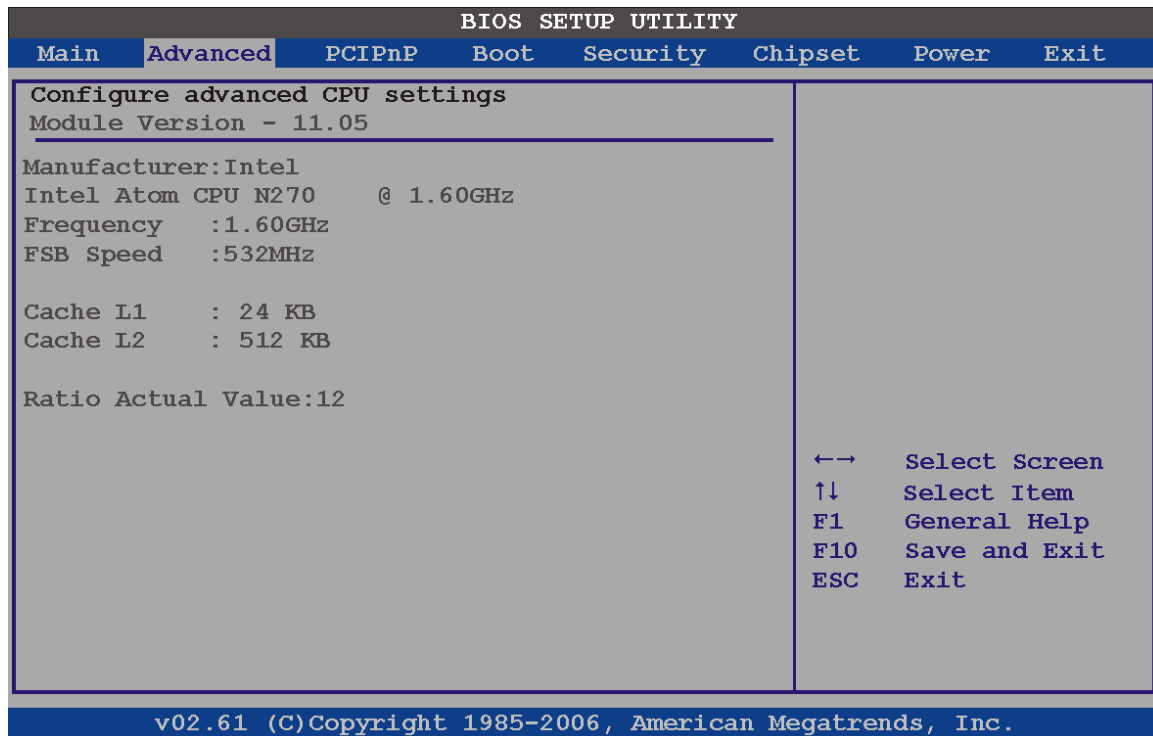 BIOS SETUP UTILITY
Main Advanced PCIPnP Boot Security Chipset Power Exit
Configure advanced CPU settings
Module Version - 11.05
Manufacturer:Intel
Intel Atom CPU N270 @ 1.60GHz
Frequency :1.60GHz
FSB Speed :532MHz
Cache L1 : 24 KB
Cache L2 : 512 KB
Ratio Actual Value:12
←→ Select Screen
↑↓ Select Item
F1 General Help
F10 Save and Exit
ESC Exit
v02.61 (C)Copyright 1985-2006, American Megatrends, Inc.